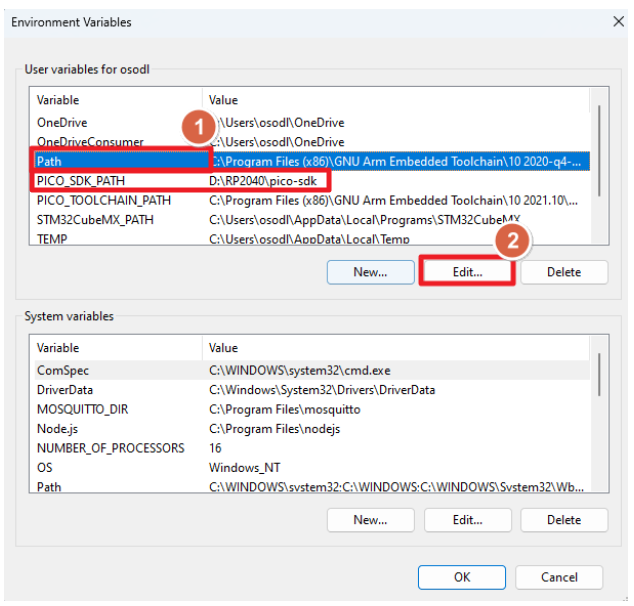 Environment Variables
User variables for osodl
Variable Value
OneDrive C:\Users\osodl\OneDrive
1
OneDriveConsumer C:\Users\osodl\OneDrive
Path C:\Program Files (x86)\GNU Arm Embedded Toolchain\10 2020-q4-...
PICO_SDK_PATH D:\RP2040\pico-sdk
PICO_TOOLCHAIN_PATH C:\Program Files (x86)\GNU Arm Embedded Toolchain\10 2021.10\...
STM32CubeMX_PATH C:\Users\osodl\AppData\Local\Programs\STM32CubeMX
TEMP C:\Users\osodl\AppData\Local\Temp
2
New... Edit... Delete
System variables
Variable Value
ComSpec C:\WINDOWS\system32\cmd.exe
DriverData C:\Windows\System32\Drivers\DriverData
MOSQUITTO_DIR C:\Program Files\mosquitto
Node.js C:\Program Files\nodejs
NUMBER_OF_PROCESSORS 16
OS Windows_NT
Path C:\WINDOWS\system32;C:\WINDOWS;C:\WINDOWS\System32\Wb...
New... Edit... Delete
OK Cancel